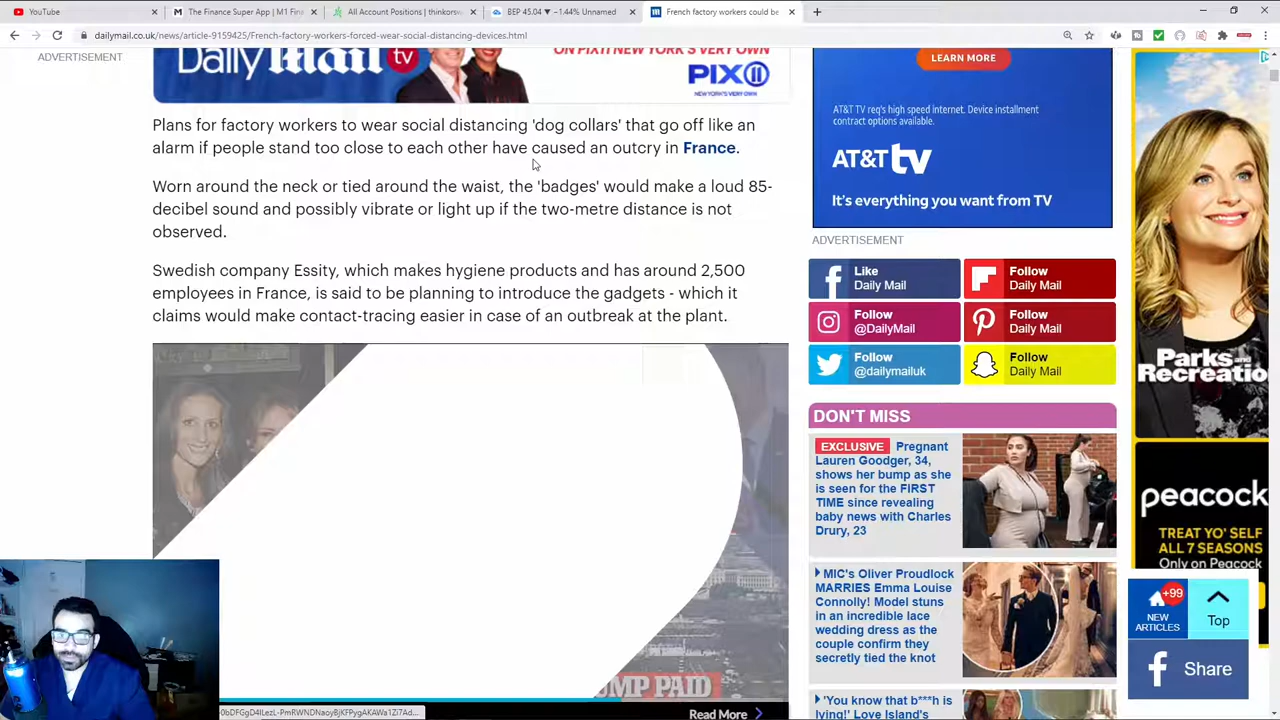 YouTube
The Finance Super App | M1 Fin
All Account Positions | thinkorsw
BEP 45.04 ▼ −1.44% Unnamed
French factory workers could be
dailymail.co.uk/news/article-9159425/French-factory-workers-forced-wear-social-distancing-devices.html
ADVERTISEMENT
Daily Mail tv
ON PIX11 NEW YORK'S VERY OWN
PIX11
NEW YORK'S VERY OWN
Plans for factory workers to wear social distancing 'dog collars' that go off like an
alarm if people stand too close to each other have caused an outcry in France.
Worn around the neck or tied around the waist, the 'badges' would make a loud 85-
decibel sound and possibly vibrate or light up if the two-metre distance is not
observed.
Swedish company Essity, which makes hygiene products and has around 2,500
employees in France, is said to be planning to introduce the gadgets - which it
claims would make contact-tracing easier in case of an outbreak at the plant.
UMP PAID
Read More
LEARN MORE
AT&T TV req's high speed internet. Device installment
contract options available.
AT&T tv
It's everything you want from TV
ADVERTISEMENT
Like
Daily Mail
Follow
Daily Mail
Follow
@DailyMail
Follow
Daily Mail
Follow
@dailymailuk
Follow
Daily Mail
DON'T MISS
EXCLUSIVE Pregnant
Lauren Goodger, 34,
shows her bump as she
is seen for the FIRST
TIME since revealing
baby news with Charles
Drury, 23
MIC's Oliver Proudlock
MARRIES Emma Louise
Connolly! Model stuns
in an incredible lace
wedding dress as the
couple confirm they
secretly tied the knot
'You know that b***h is
lying!' Love Island's
Parks and
Recreatio
peacock
TREAT YO' SELF
ALL 7 SEASONS
Only on Peacock
+99
NEW
ARTICLES
Top
Share